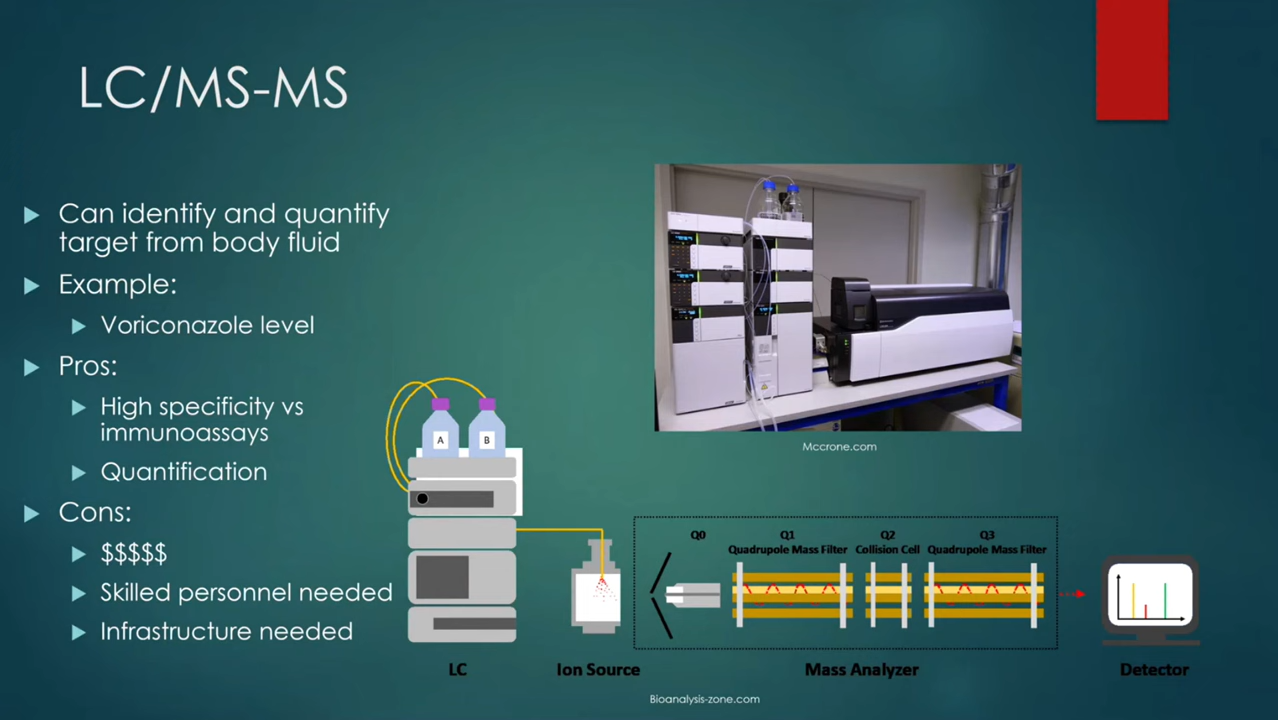 LC/MS-MS
Can identify and quantify
target from body fluid
Example:
Voriconazole level
Pros:
High specificity vs
immunoassays
Quantification
Cons:
$$$$$
Skilled personnel needed
Infrastructure needed
Mccrone.com
A
B
Q0
Q1
Quadrupole Mass Filter
Q2
Collision Cell
Q3
Quadrupole Mass Filter
LC
Ion Source
Mass Analyzer
Detector
Bioanalysis-zone.com